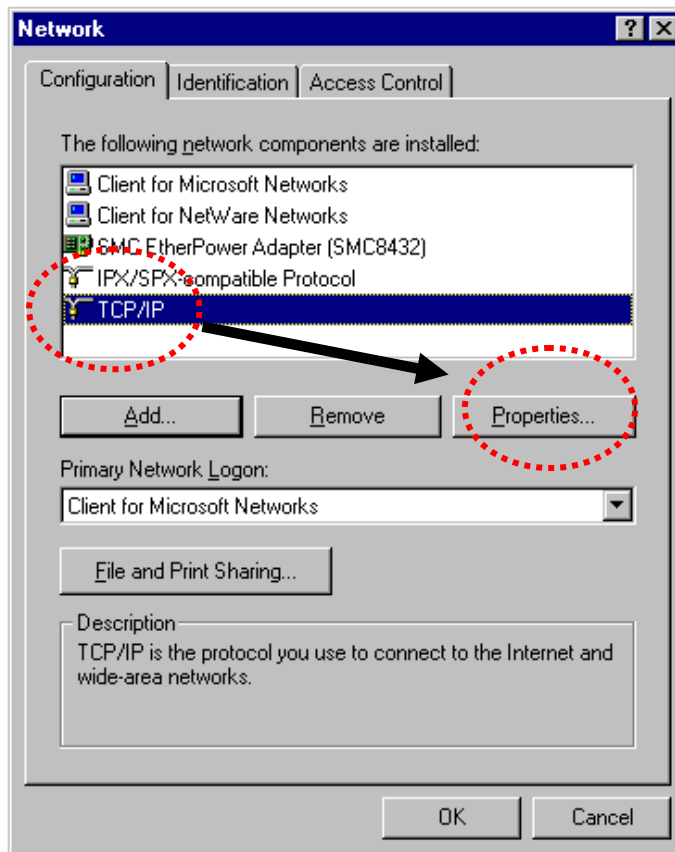 Network
Configuration Identification Access Control
The following network components are installed:
Client for Microsoft Networks
Client for NetWare Networks
SMC EtherPower Adapter (SMC8432)
IPX/SPX-compatible Protocol
TCP/IP
Add... Remove Properties...
Primary Network Logon:
Client for Microsoft Networks
File and Print Sharing...
Description
TCP/IP is the protocol you use to connect to the Internet and
wide-area networks.
OK Cancel